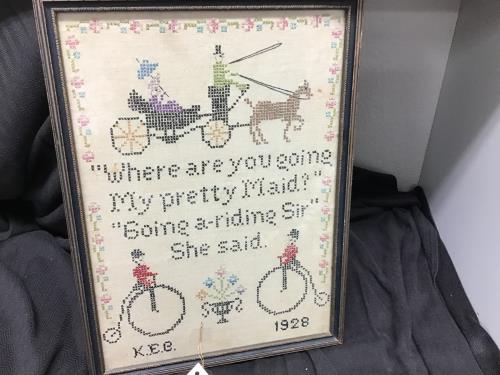 "Where are you going
My pretty Maid?"
"Going a-riding Sir"
She said.
K.E.B. 1928